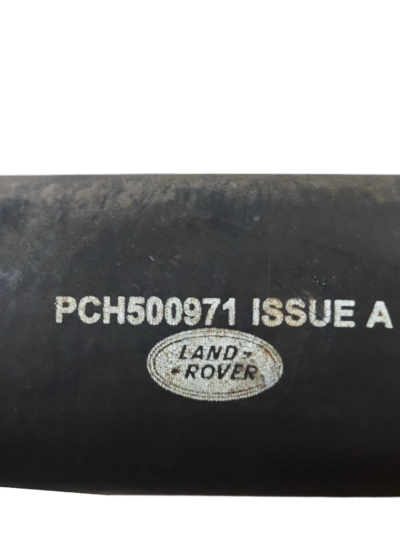 PCH500971 ISSUE A
LAND-
-ROVER